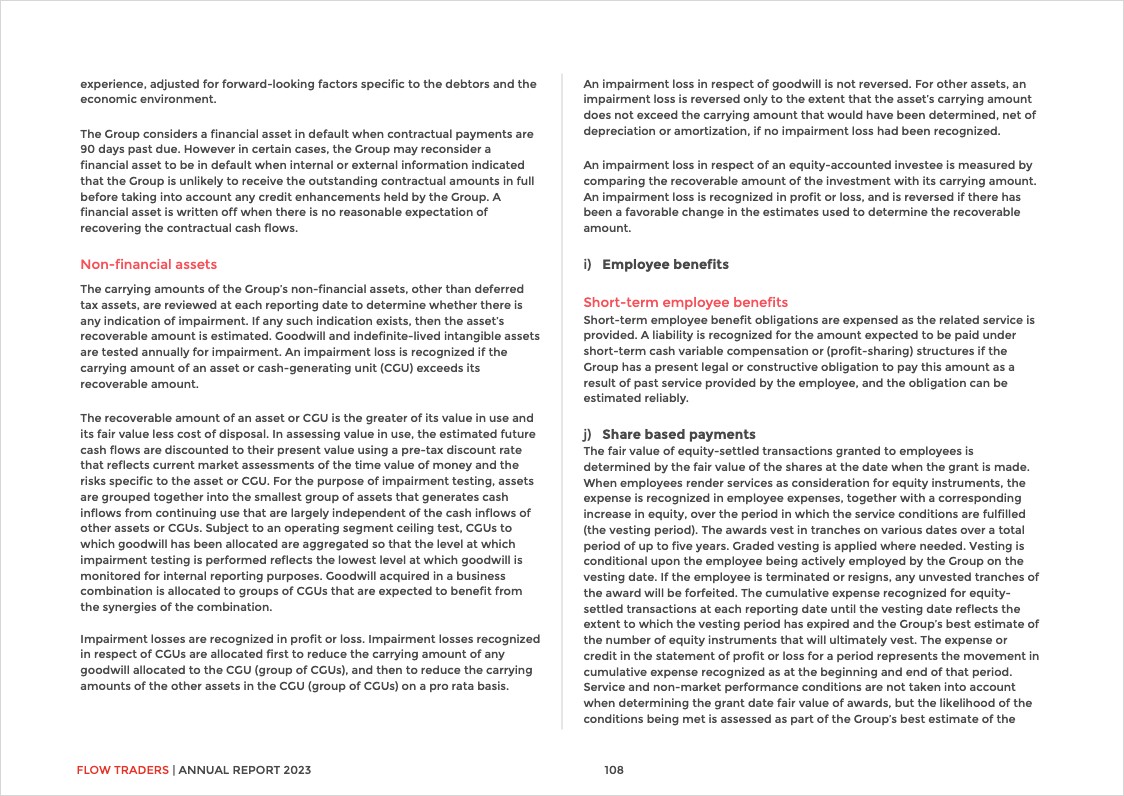 experience, adjusted for forward-looking factors specific to the debtors and the
economic environment.
The Group considers a financial asset in default when contractual payments are
90 days past due. However in certain cases, the Group may reconsider a
financial asset to be in default when internal or external information indicated
that the Group is unlikely to receive the outstanding contractual amounts in full
before taking into account any credit enhancements held by the Group. A
financial asset is written off when there is no reasonable expectation of
recovering the contractual cash flows.
Non-financial assets
The carrying amounts of the Group's non-financial assets, other than deferred
tax assets, are reviewed at each reporting date to determine whether there is
any indication of impairment. If any such indication exists, then the asset's
recoverable amount is estimated. Goodwill and indefinite-lived intangible assets
are tested annually for impairment. An impairment loss is recognized if the
carrying amount of an asset or cash-generating unit (CGU) exceeds its
recoverable amount.
The recoverable amount of an asset or CGU is the greater of its value in use and
its fair value less cost of disposal. In assessing value in use, the estimated future
cash flows are discounted to their present value using a pre-tax discount rate
that reflects current market assessments of the time value of money and the
risks specific to the asset or CGU. For the purpose of impairment testing, assets
are grouped together into the smallest group of assets that generates cash
inflows from continuing use that are largely independent of the cash inflows of
other assets or CGUs. Subject to an operating segment ceiling test, CGUs to
which goodwill has been allocated are aggregated so that the level at which
impairment testing is performed reflects the lowest level at which goodwill is
monitored for internal reporting purposes. Goodwill acquired in a business
combination is allocated to groups of CGUs that are expected to benefit from
the synergies of the combination.
Impairment losses are recognized in profit or loss. Impairment losses recognized
in respect of CGUs are allocated first to reduce the carrying amount of any
goodwill allocated to the CGU (group of CGUs), and then to reduce the carrying
amounts of the other assets in the CGU (group of CGUs) on a pro rata basis.
An impairment loss in respect of goodwill is not reversed. For other assets, an
impairment loss is reversed only to the extent that the asset's carrying amount
does not exceed the carrying amount that would have been determined, net of
depreciation or amortization, if no impairment loss had been recognized.
An impairment loss in respect of an equity-accounted investee is measured by
comparing the recoverable amount of the investment with its carrying amount.
An impairment loss is recognized in profit or loss, and is reversed if there has
been a favorable change in the estimates used to determine the recoverable
amount.
i) Employee benefits
Short-term employee benefits
Short-term employee benefit obligations are expensed as the related service is
provided. A liability is recognized for the amount expected to be paid under
short-term cash variable compensation or (profit-sharing) structures if the
Group has a present legal or constructive obligation to pay this amount as a
result of past service provided by the employee, and the obligation can be
estimated reliably.
j) Share based payments
The fair value of equity-settled transactions granted to employees is
determined by the fair value of the shares at the date when the grant is made.
When employees render services as consideration for equity instruments, the
expense is recognized in employee expenses, together with a corresponding
increase in equity, over the period in which the service conditions are fulfilled
(the vesting period). The awards vest in tranches on various dates over a total
period of up to five years. Graded vesting is applied where needed. Vesting is
conditional upon the employee being actively employed by the Group on the
vesting date. If the employee is terminated or resigns, any unvested tranches of
the award will be forfeited. The cumulative expense recognized for equity-
settled transactions at each reporting date until the vesting date reflects the
extent to which the vesting period has expired and the Group's best estimate of
the number of equity instruments that will ultimately vest. The expense or
credit in the statement of profit or loss for a period represents the movement in
cumulative expense recognized as at the beginning and end of that period.
Service and non-market performance conditions are not taken into account
when determining the grant date fair value of awards, but the likelihood of the
conditions being met is assessed as part of the Group's best estimate of the
FLOW TRADERS | ANNUAL REPORT 2023
108